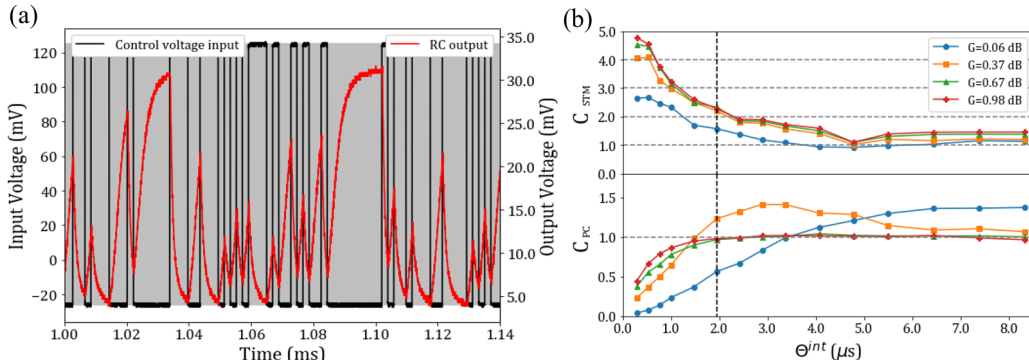 (a)
Control voltage input
RC output
Input Voltage (mV)
120
100
80
60
40
20
0
−20
35.0
30.0
25.0
20.0
15.0
10.0
5.0
Output Voltage (mV)
1.00 1.02 1.04 1.06 1.08 1.10 1.12 1.14
Time (ms)
(b)
C STM
5.0
4.0
3.0
2.0
1.0
0.0
G=0.06 dB
G=0.37 dB
G=0.67 dB
G=0.98 dB
C PC
1.5
1.0
0.5
0.0
0.0 1.0 2.0 3.0 4.0 5.0 6.0 7.0 8.0
Θint (μs)